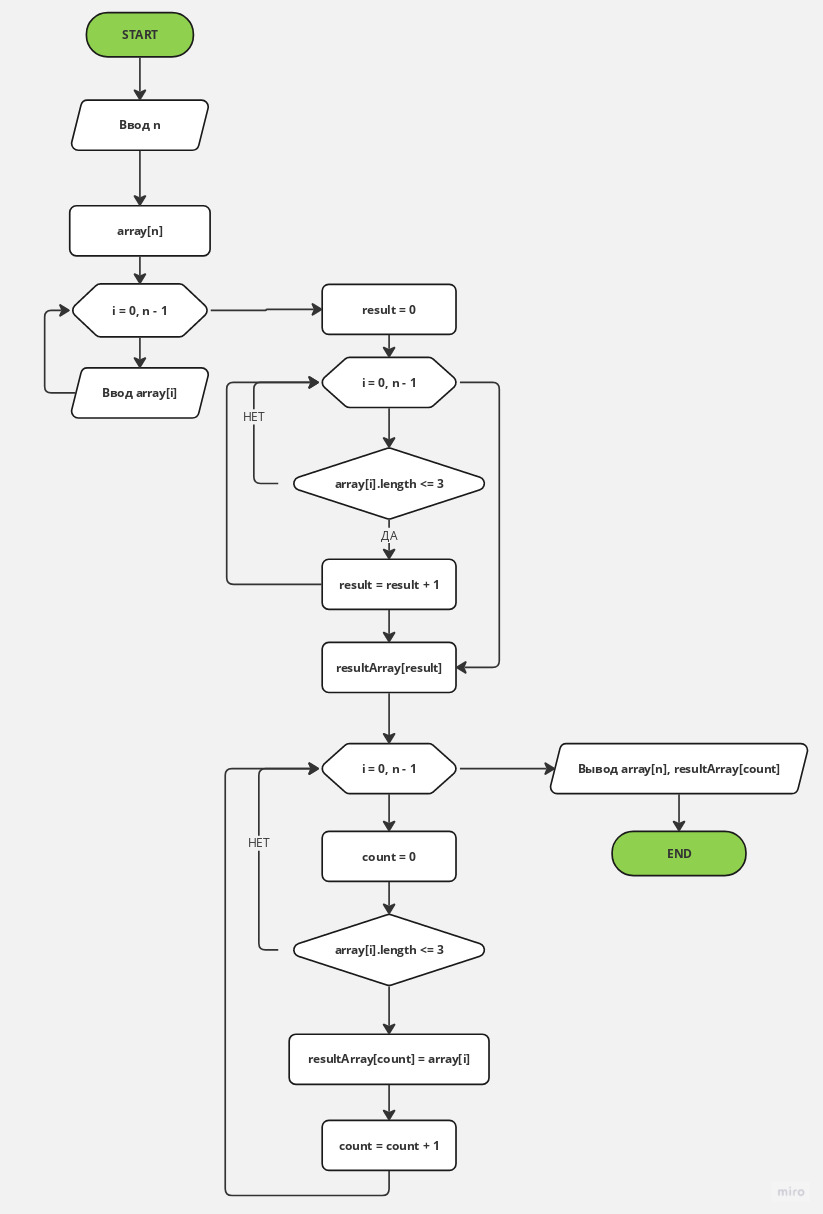 START
Ввод n
array[n]
i = 0, n - 1
Ввод array[i]
result = 0
i = 0, n - 1
НЕТ
array[i].length <= 3
ДА
result = result + 1
resultArray[result]
i = 0, n - 1
Вывод array[n], resultArray[count]
НЕТ
count = 0
END
array[i].length <= 3
resultArray[count] = array[i]
count = count + 1
miro